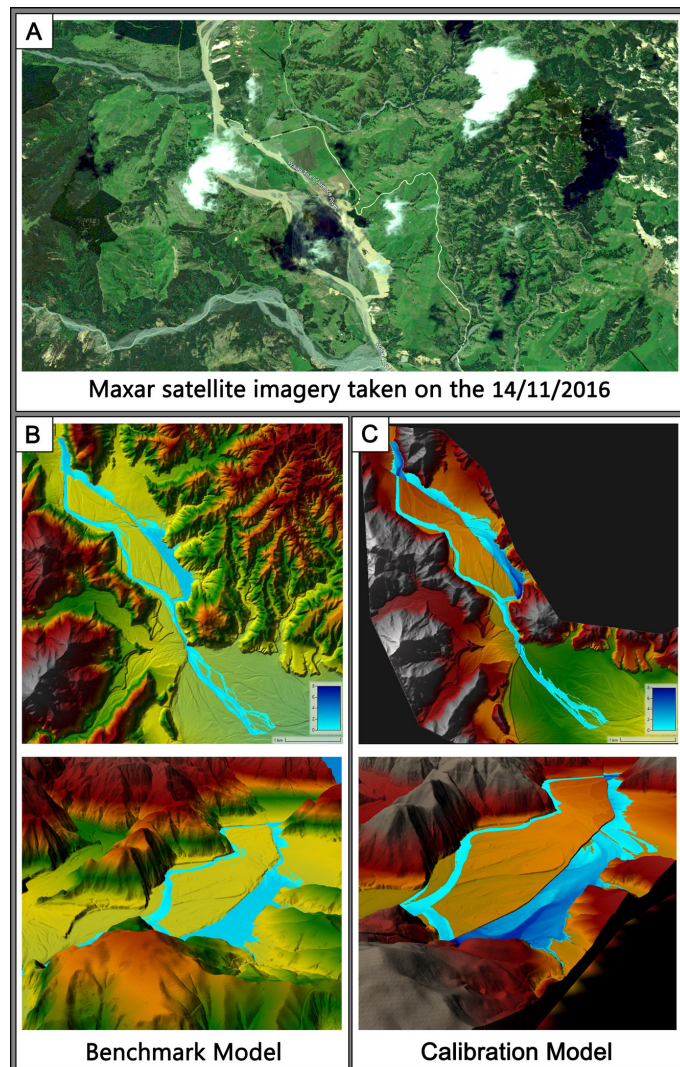 A
Maxar satellite imagery taken on the 14/11/2016
B
C
Benchmark Model
Calibration Model